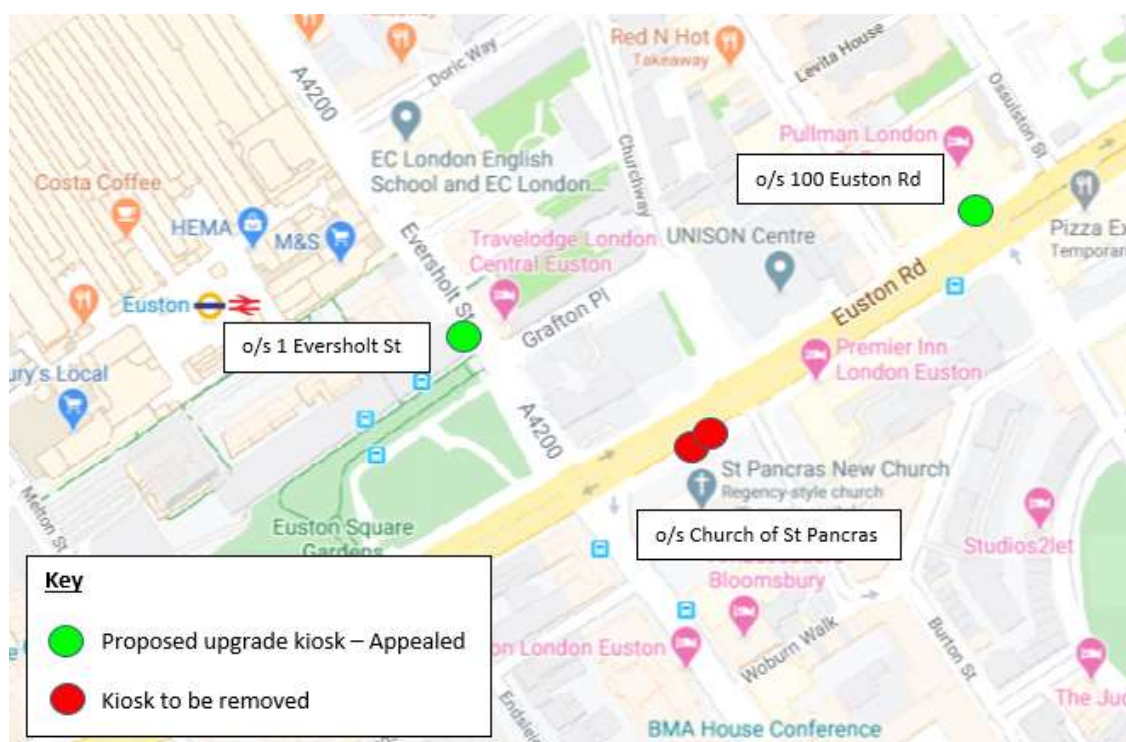 Takeaway
Doric Way
A4200
Red N Hot
Takeaway
Levita House
Ossulston St
EC London English
School and EC London...
Churchway
Pullman London
o/s 100 Euston Rd
Costa Coffee
HEMA
M&S
Eversholt St
Travelodge London
Central Euston
UNISON Centre
Pizza Ex
Temporar
Euston
Grafton Pl
Euston Rd
o/s 1 Eversholt St
Premier Inn
London Euston
ury's Local
A4200
St Pancras New Church
Regency-style church
Melton St
Euston Square
Gardens
o/s Church of St Pancras
Studios2let
Bloomsbury
Key
Proposed upgrade kiosk – Appealed
Kiosk to be removed
on London Euston
Woburn Walk
Burton St
The Jud
Endsleigh
BMA House Conference